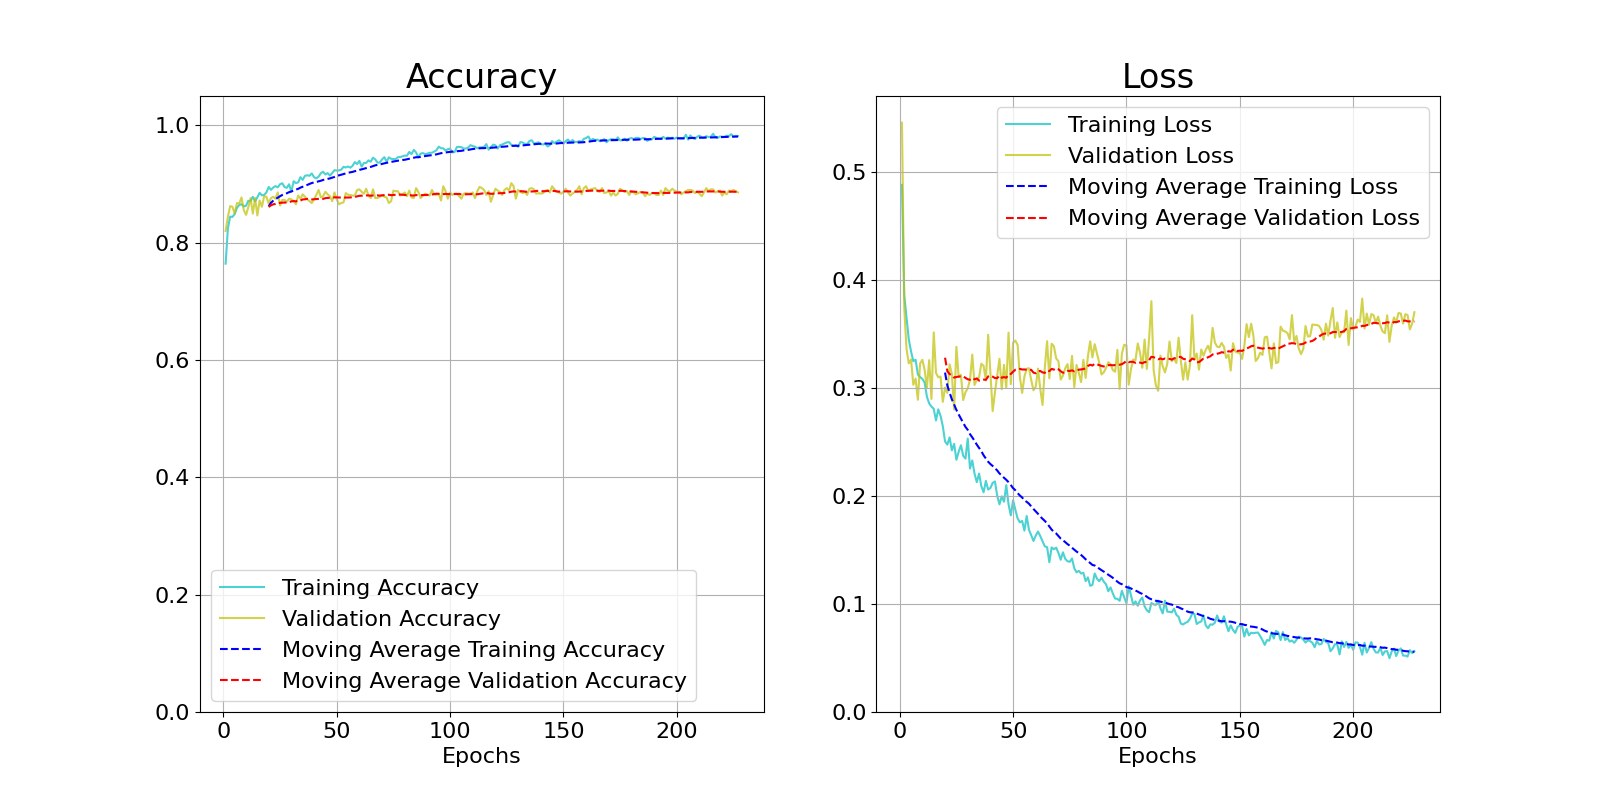 Accuracy
1.0
0.8
0.6
0.4
0.2
0.0
Training Accuracy
Validation Accuracy
Moving Average Training Accuracy
Moving Average Validation Accuracy
0 50 100 150 200
Epochs
Loss
0.5
0.4
0.3
0.2
0.1
0.0
Training Loss
Validation Loss
Moving Average Training Loss
Moving Average Validation Loss
0 50 100 150 200
Epochs